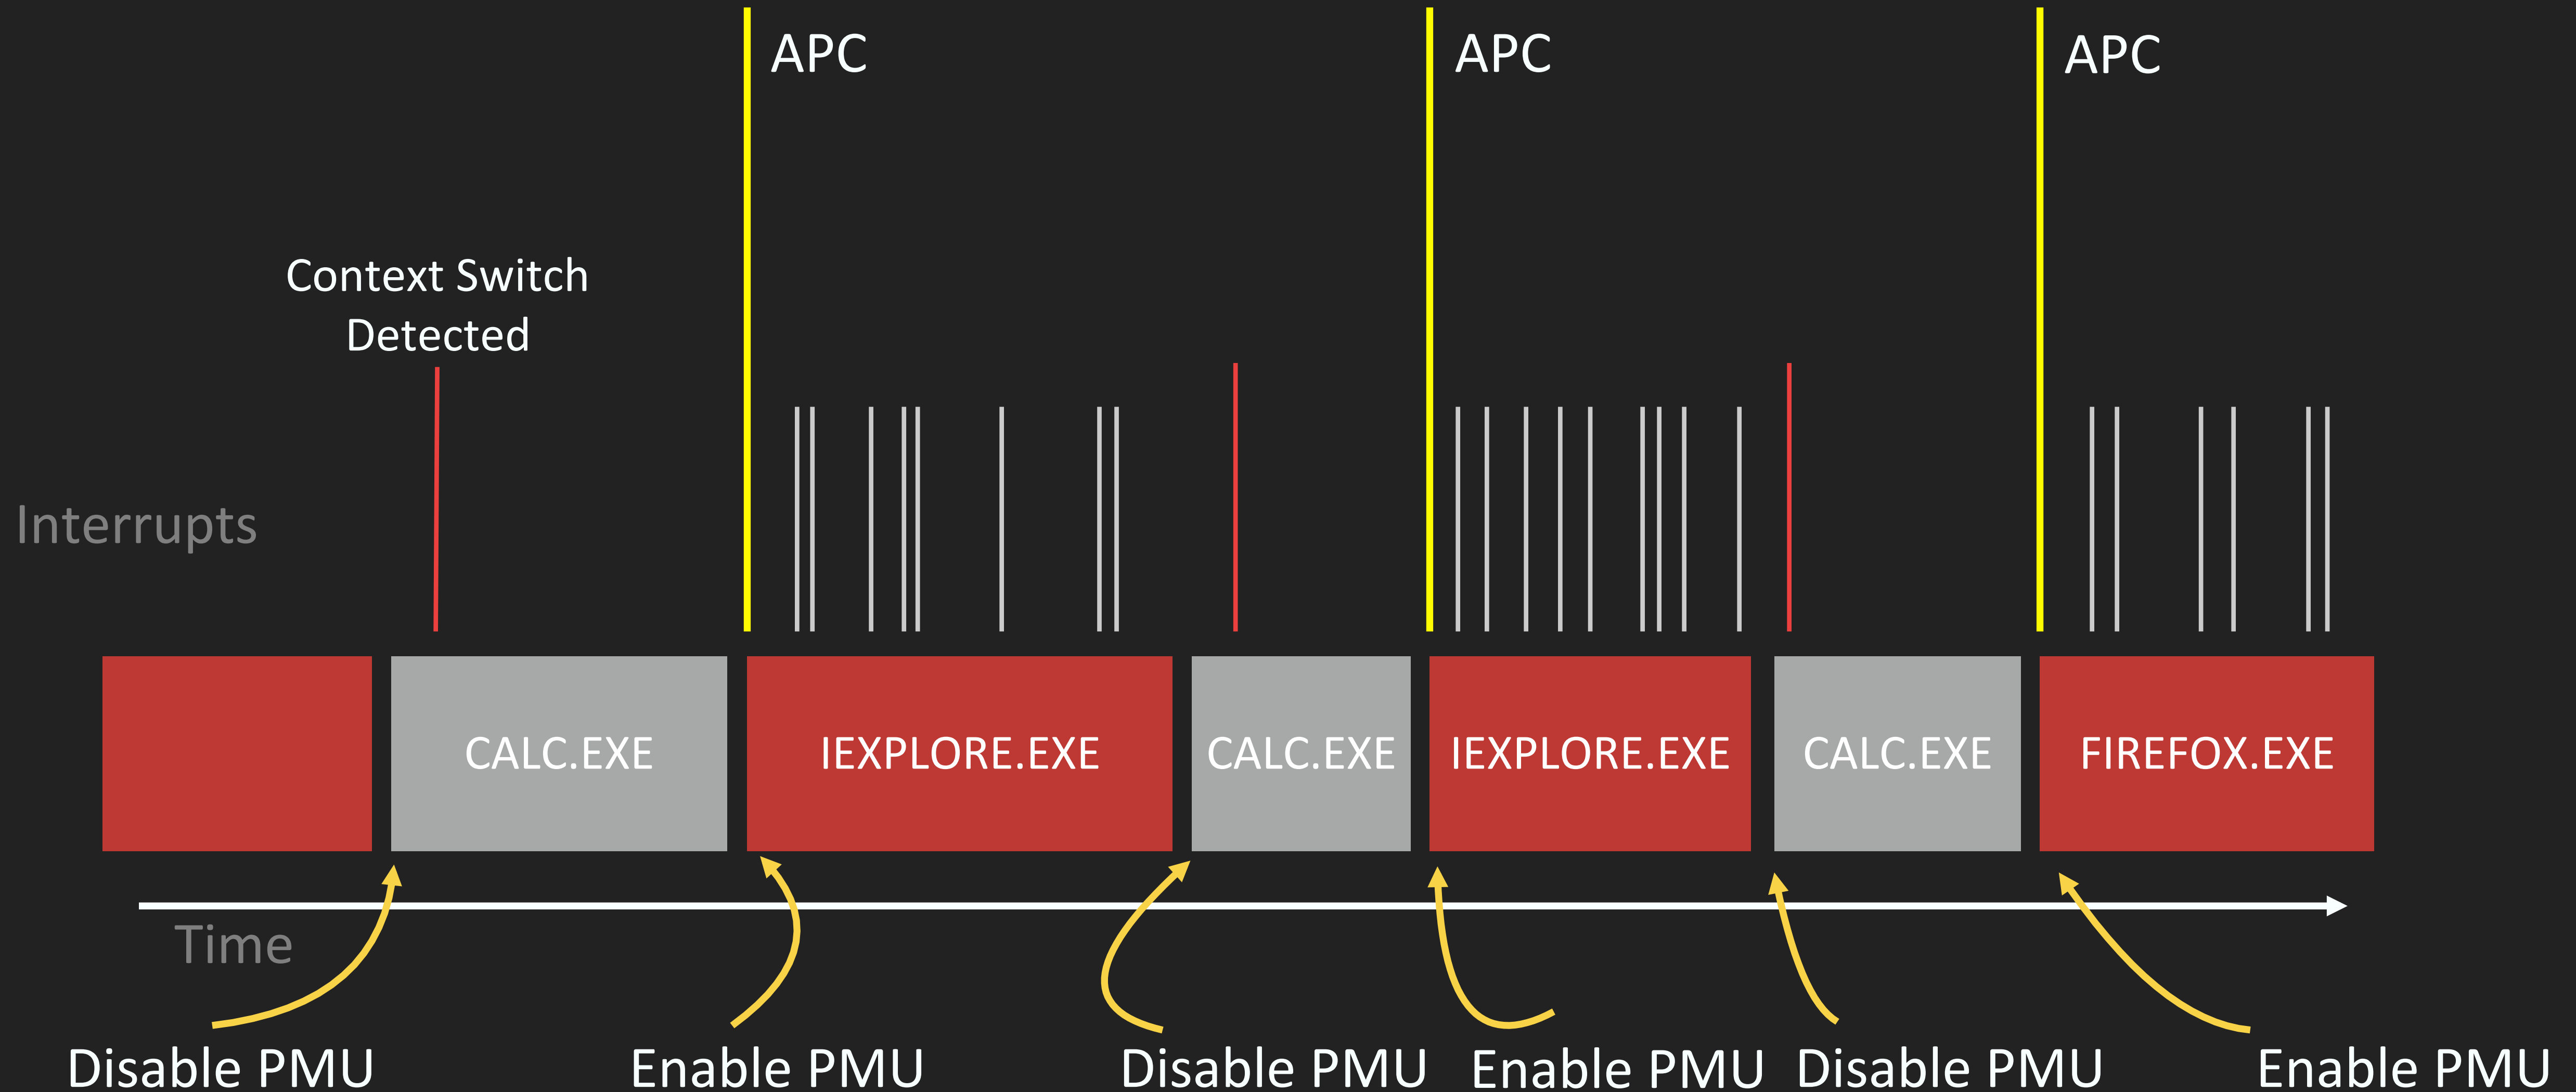 APC
APC
APC
Context Switch
Detected
Interrupts
CALC.EXE
IEXPLORE.EXE
CALC.EXE
IEXPLORE.EXE
CALC.EXE
FIREFOX.EXE
Time
Disable PMU
Enable PMU
Disable PMU
Enable PMU
Disable PMU
Enable PMU